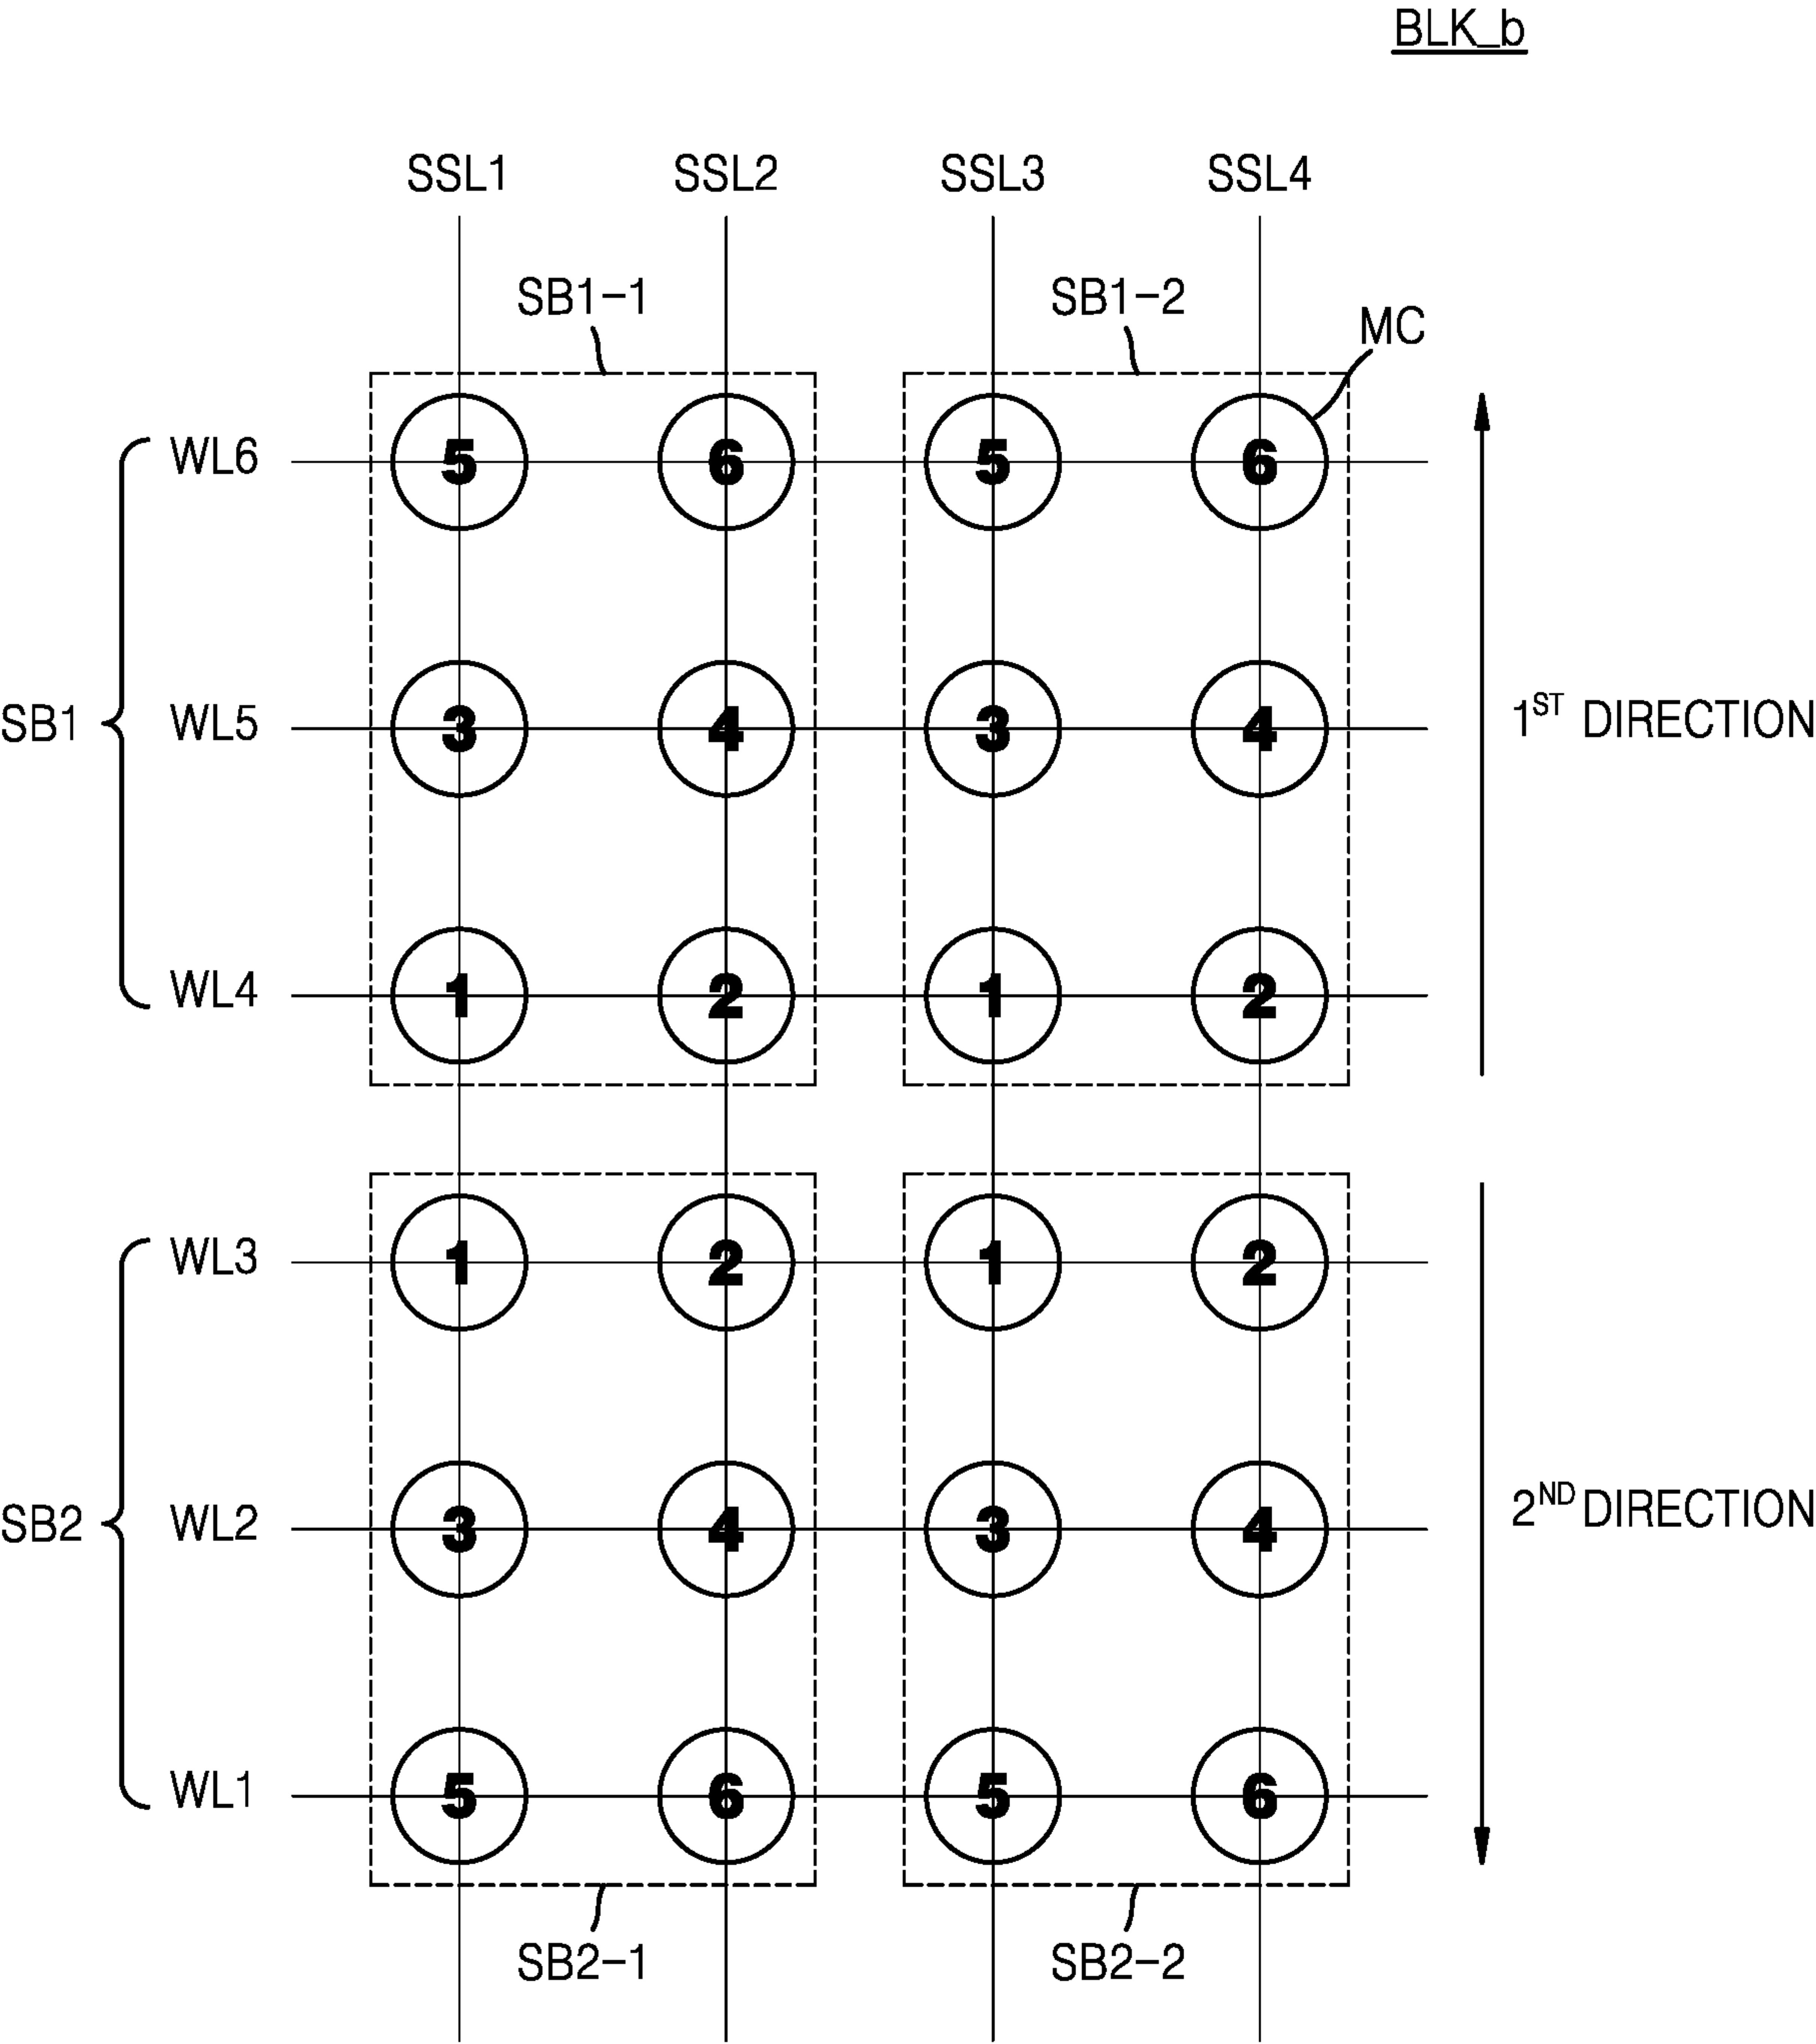 BLK_b
SSL1 SSL2 SSL3 SSL4
SB1-1 SB1-2
MC
WL6 5 6 5 6
SB1 WL5 3 4 3 4 1ST DIRECTION
WL4 1 2 1 2
WL3 1 2 1 2
SB2 WL2 3 4 3 4 2ND DIRECTION
WL1 5 6 5 6
SB2-1 SB2-2